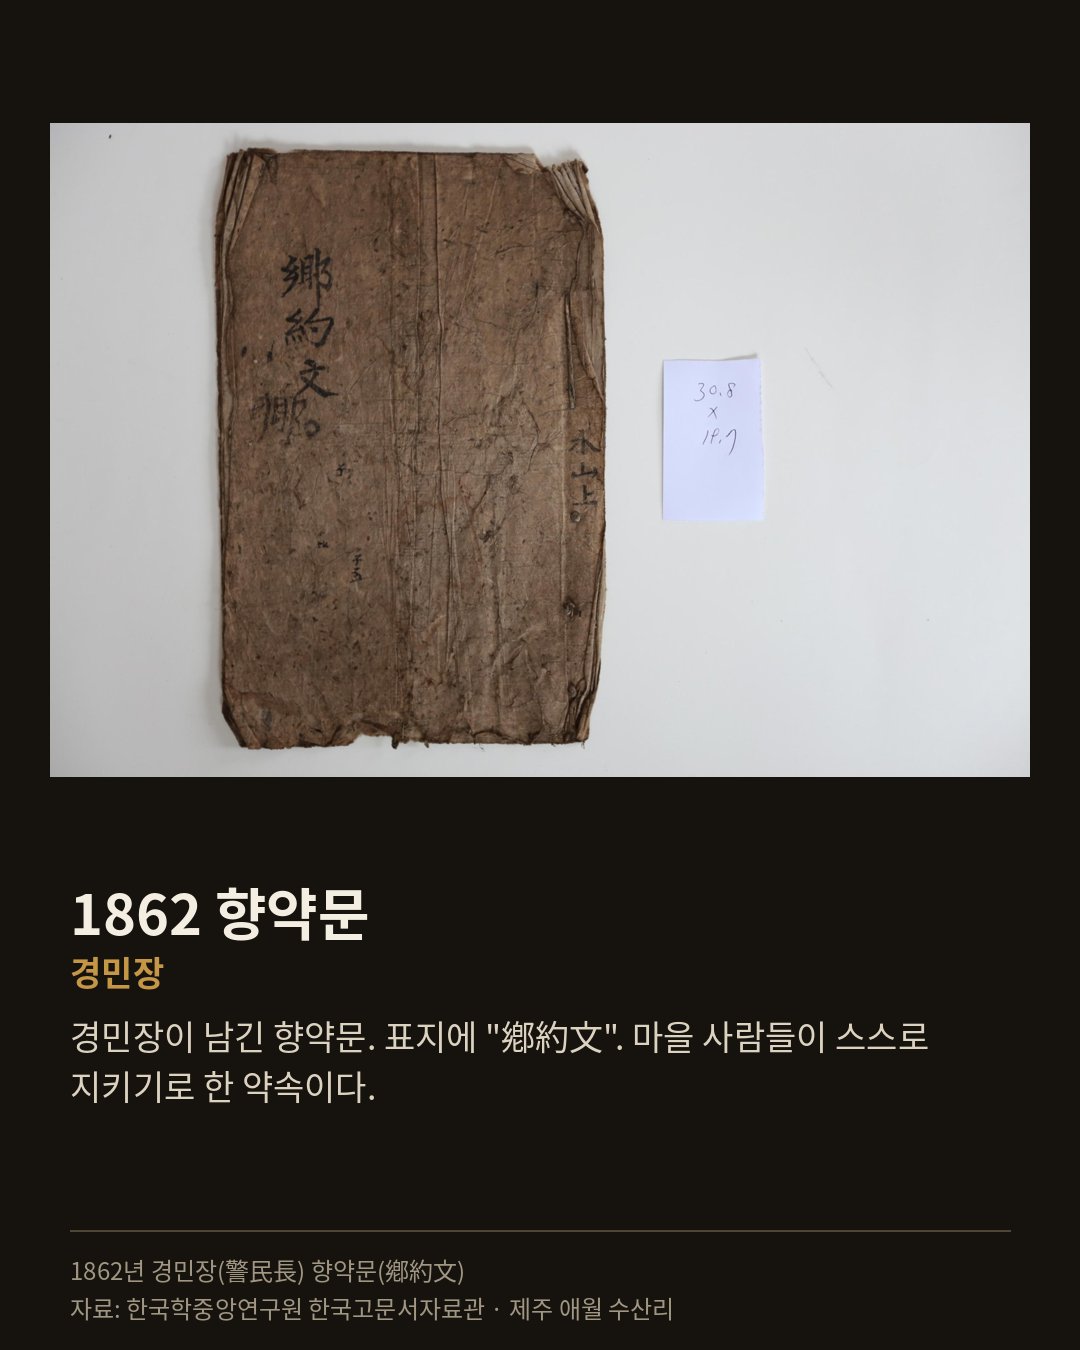 鄕約文
鄕
水山上
30.8
x
18.7
1862 향약문
경민장
경민장이 남긴 향약문. 표지에 "鄕約文". 마을 사람들이 스스로
지키기로 한 약속이다.
1862년 경민장(警民長) 향약문(鄕約文)
자료: 한국학중앙연구원 한국고문서자료관 · 제주 애월 수산리